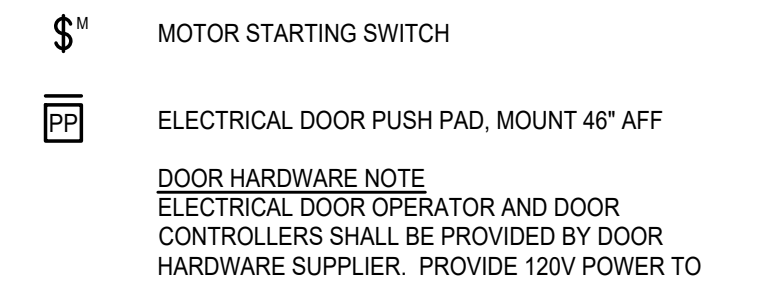 $M MOTOR STARTING SWITCH
PP ELECTRICAL DOOR PUSH PAD, MOUNT 46" AFF
DOOR HARDWARE NOTE
ELECTRICAL DOOR OPERATOR AND DOOR
CONTROLLERS SHALL BE PROVIDED BY DOOR
HARDWARE SUPPLIER. PROVIDE 120V POWER TO